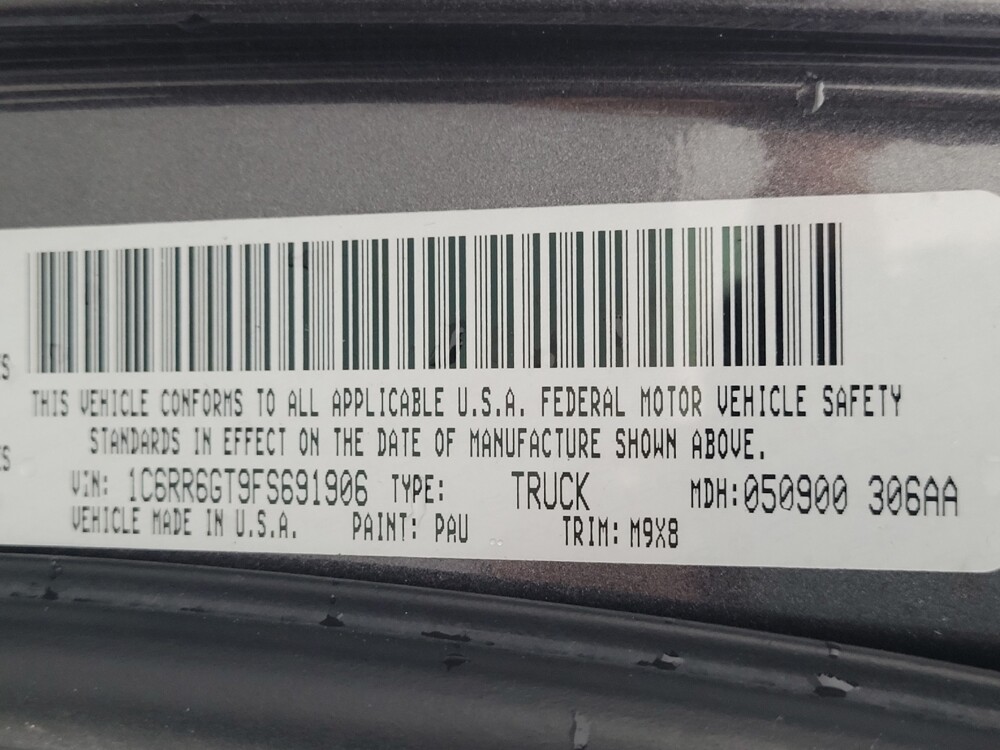 THIS VEHICLE CONFORMS TO ALL APPLICABLE U.S.A. FEDERAL MOTOR VEHICLE SAFETY
STANDARDS IN EFFECT ON THE DATE OF MANUFACTURE SHOWN ABOVE.
VIN: 1C6RR6GT9FS691906 TYPE: TRUCK MDH:050900 306AA
VEHICLE MADE IN U.S.A. PAINT: PAU TRIM: M9X8